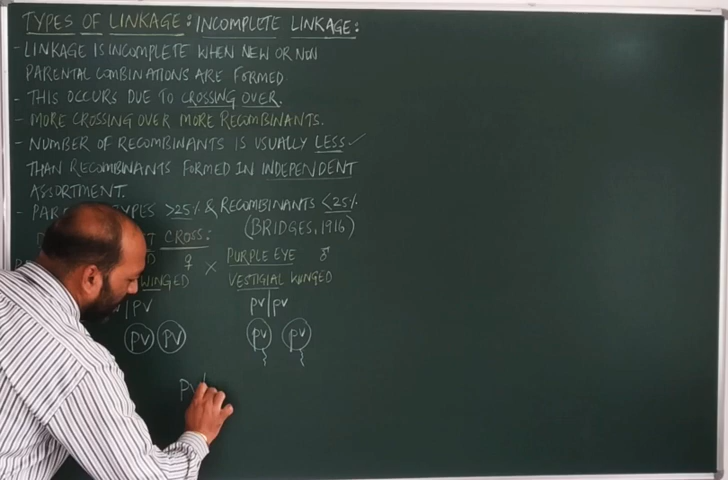 TYPES OF LINKAGE: INCOMPLETE LINKAGE:
- LINKAGE IS INCOMPLETE WHEN NEW OR NON
PARENTAL COMBINATIONS ARE FORMED.
- THIS OCCURS DUE TO CROSSING OVER.
- MORE CROSSING OVER MORE RECOMBINANTS.
- NUMBER OF RECOMBINANTS IS USUALLY LESS ✓
THAN RECOMBINANTS FORMED IN INDEPENDENT
ASSORTMENT.
- TYPES >25% & RECOMBINANTS <25%
CROSS: (BRIDGES, 1916)
♀ × PURPLE EYE ♂
WINGED VESTIGIAL WINGED
PV pv|pv
PV PV pv pv
PV